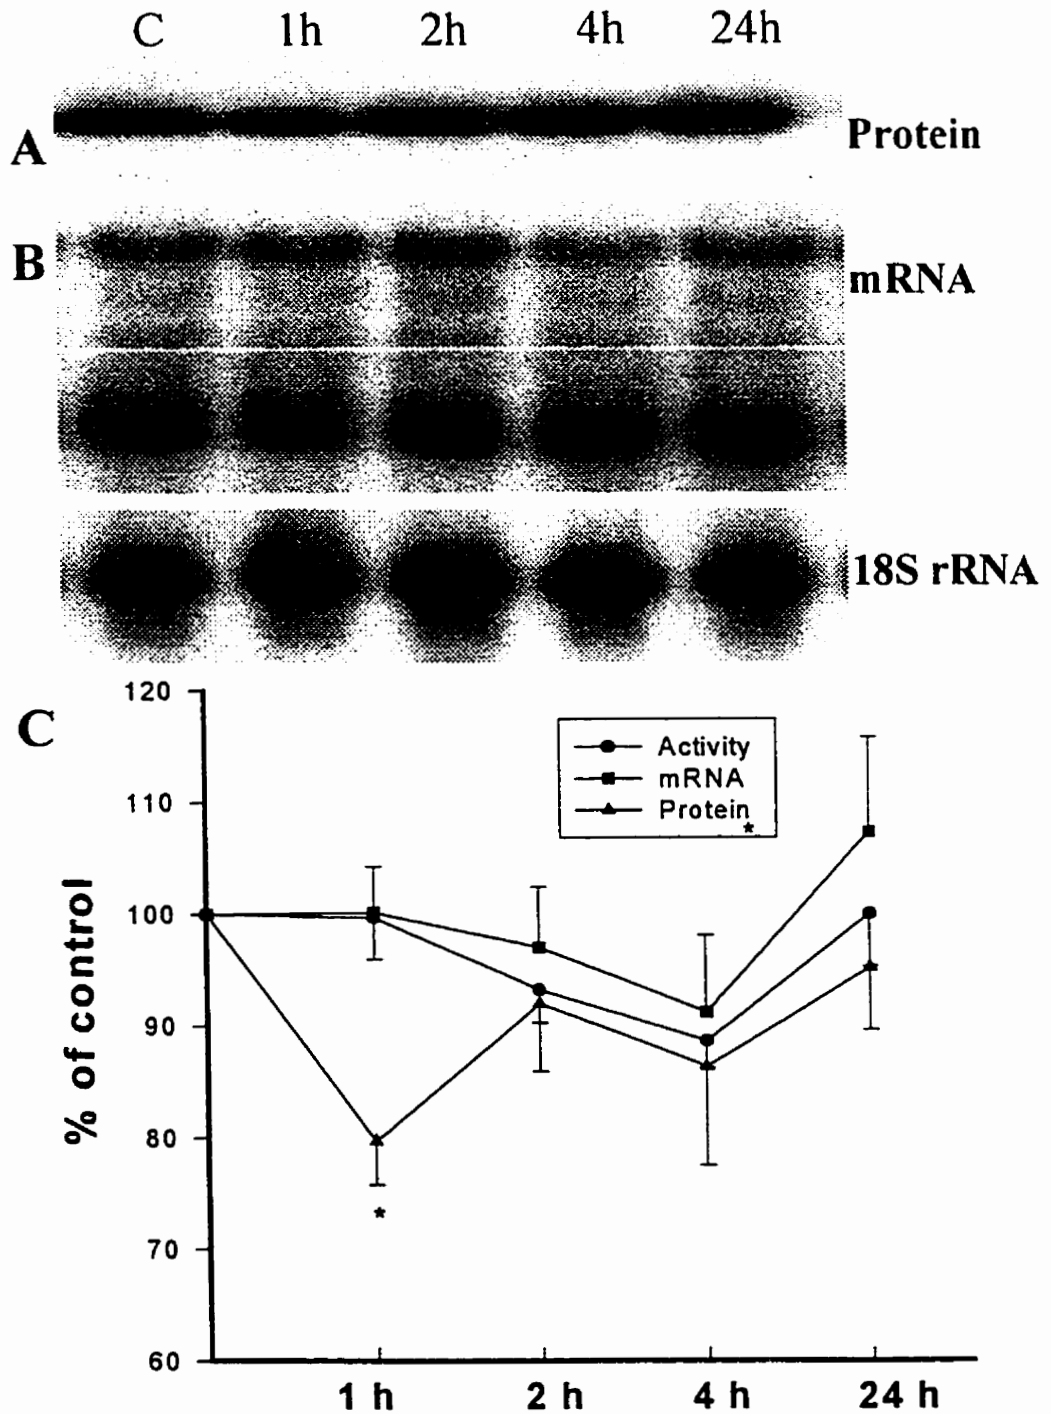 C 1h 2h 4h 24h
A Protein
B mRNA
18S rRNA
C
120
110
100
90
80
70
60
% of control
Activity
mRNA
Protein
*
*
1 h 2 h 4 h 24 h